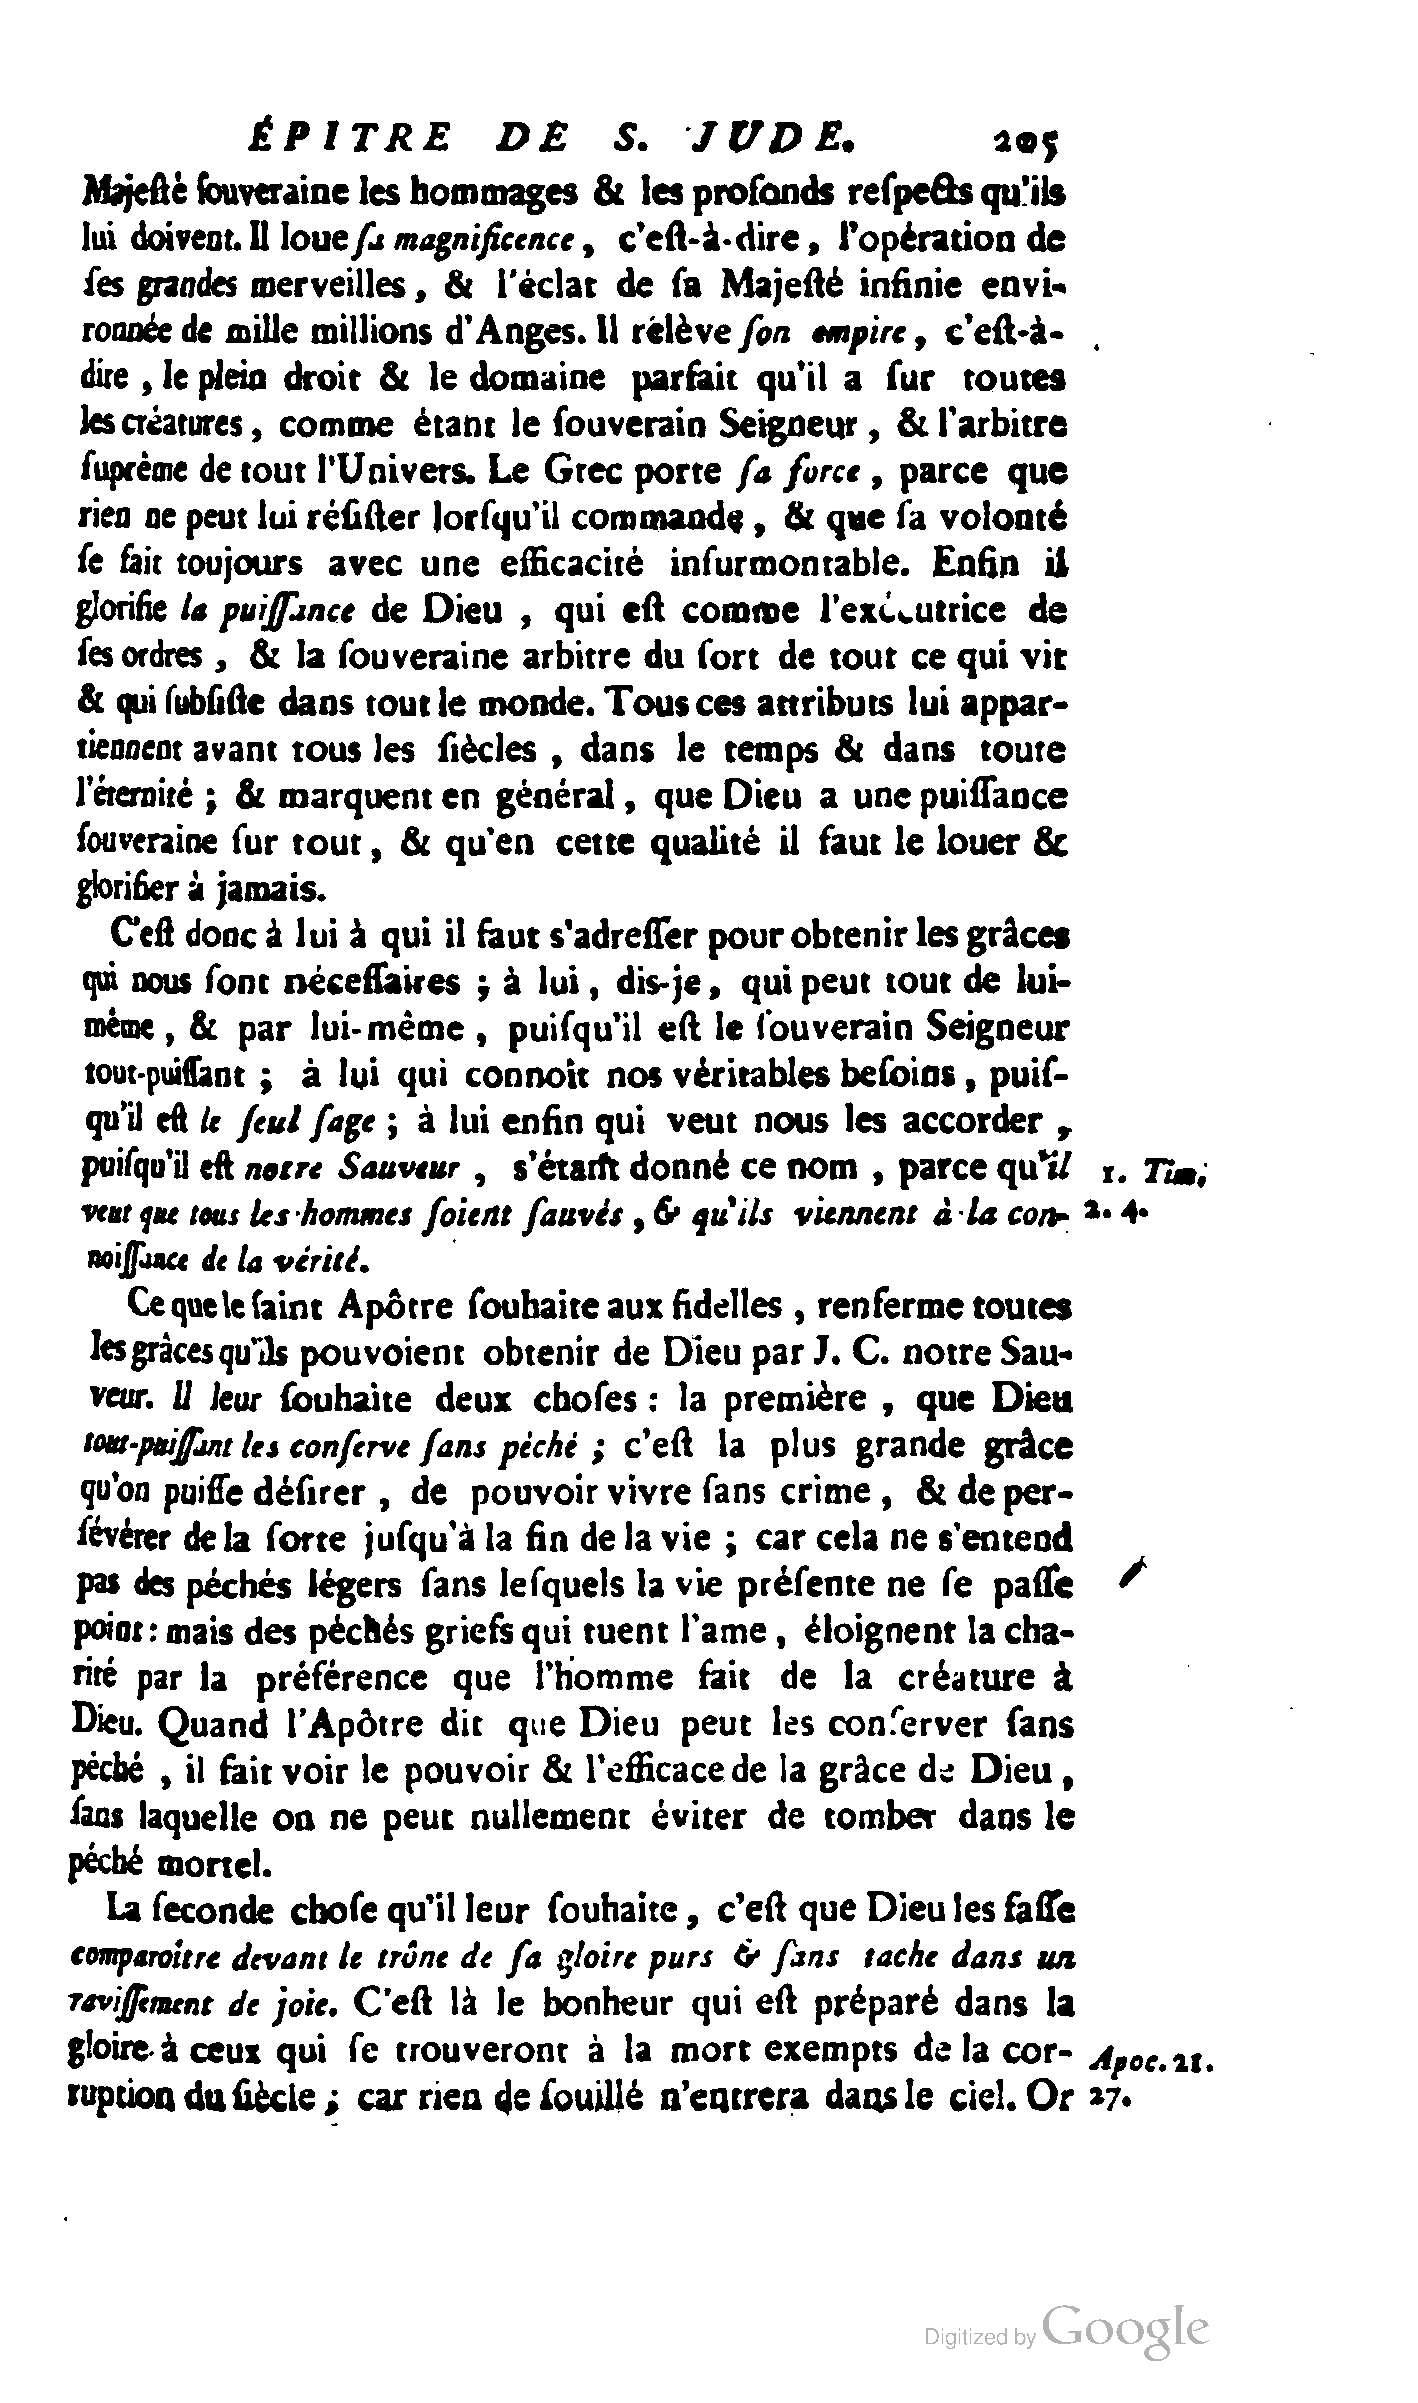 ÉPITRE DE S. JUDE. 205
Majeſté ſouveraine les hommages & les profonds reſpects qu'ils
lui doivent. Il loue ſa magnificence, c'eſt-à-dire, l'opération de
ſes grandes merveilles, & l'éclat de ſa Majeſté infinie envi-
ronnée de mille millions d'Anges. Il rélève ſon empire, c'eſt-à-
dire, le plein droit & le domaine parfait qu'il a ſur toutes
les créatures, comme étant le ſouverain Seigneur, & l'arbitre
ſuprême de tout l'Univers. Le Grec porte ſa force, parce que
rien ne peut lui réſiſter lorſqu'il commande, & que ſa volonté
ſe fait toujours avec une efficacité inſurmontable. Enfin il
glorifie la puiſſance de Dieu, qui eſt comme l'exécutrice de
ſes ordres, & la ſouveraine arbitre du ſort de tout ce qui vit
& qui ſubſiſte dans tout le monde. Tous ces attributs lui appar-
tiennent avant tous les ſiècles, dans le temps & dans toute
l'éternité; & marquent en général, que Dieu a une puiſſance
ſouveraine ſur tout, & qu'en cette qualité il faut le louer &
glorifier à jamais.
C'eſt donc à lui à qui il faut s'adreſſer pour obtenir les grâces
qui nous ſont néceſſaires; à lui, dis-je, qui peut tout de lui-
même, & par lui-même, puiſqu'il eſt le ſouverain Seigneur
tout-puiſſant; à lui qui connoît nos véritables beſoins, puiſ-
qu'il eſt le ſeul ſage; à lui enfin qui veut nous les accorder,
puiſqu'il eſt notre Sauveur, s'étant donné ce nom, parce qu'il 1. Tim.
veut que tous les hommes ſoient ſauvés, & qu'ils viennent à la con- 2. 4.
noiſſance de la vérité.
Ce que le ſaint Apôtre ſouhaite aux fidelles, renferme toutes
les grâces qu'ils pouvoient obtenir de Dieu par J. C. notre Sau-
veur. Il leur ſouhaite deux choſes: la première, que Dieu
tout-puiſſant les conſerve ſans péché; c'eſt la plus grande grâce
qu'on puiſſe déſirer, de pouvoir vivre ſans crime, & de per-
ſévérer de la ſorte juſqu'à la fin de la vie; car cela ne s'entend
pas des péchés légers ſans leſquels la vie préſente ne ſe paſſe
point: mais des péchés griefs qui tuent l'ame, éloignent la cha-
rité par la préférence que l'homme fait de la créature à
Dieu. Quand l'Apôtre dit que Dieu peut les conſerver ſans
péché, il fait voir le pouvoir & l'efficace de la grâce de Dieu,
ſans laquelle on ne peut nullement éviter de tomber dans le
péché mortel.
La ſeconde choſe qu'il leur ſouhaite, c'eſt que Dieu les faſſe
comparoître devant le trône de ſa gloire purs & ſans tache dans un
raviſſement de joie. C'eſt là le bonheur qui eſt préparé dans la
gloire à ceux qui ſe trouveront à la mort exempts de la cor- Apoc. 21.
ruption du ſiècle; car rien de ſouillé n'entrera dans le ciel. Or 27.
Digitized by Google